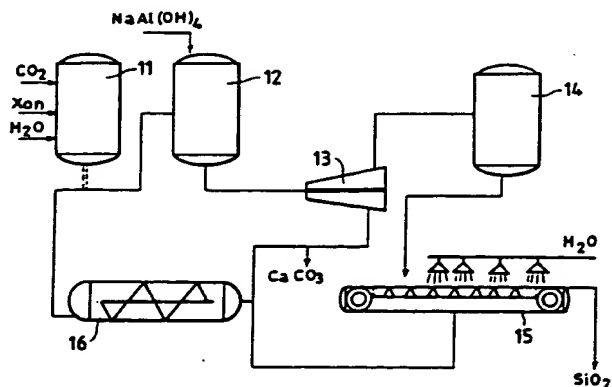 NaAl(OH)4
11
12
CO2
Xon
H2O
13
14
H2O
CaCO3
16
15
SiO2